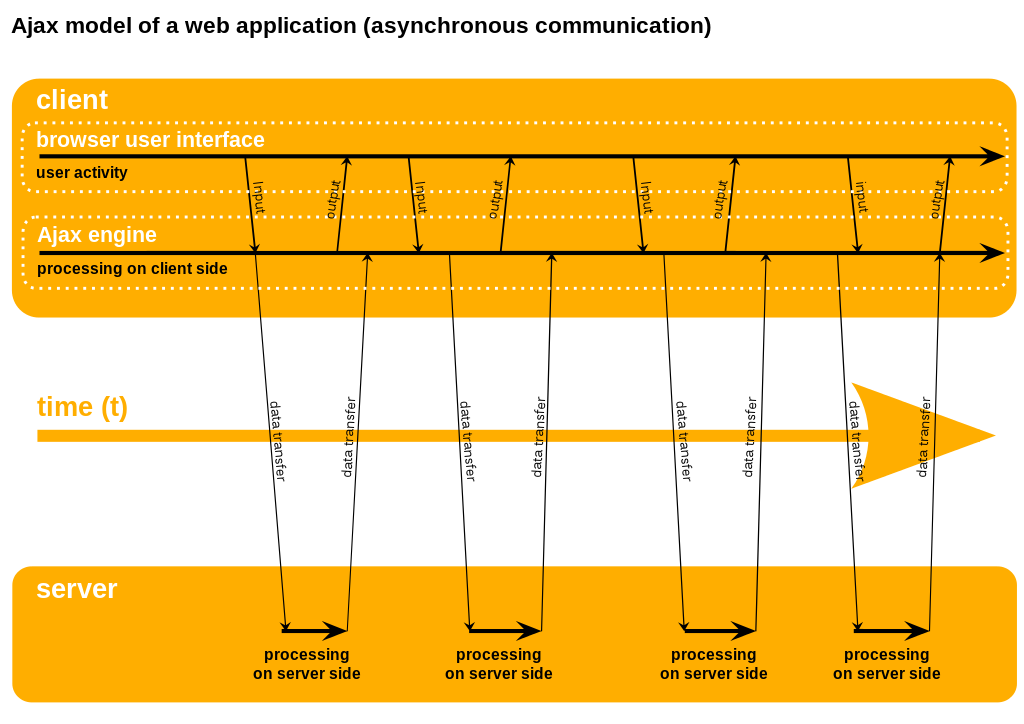 Ajax model of a web application (asynchronous communication)
client
browser user interface
user activity
Input
output
Input
output
Input
output
input
output
Ajax engine
processing on client side
time (t)
data transfer
data transfer
data transfer
data transfer
data transfer
data transfer
data transfer
data transfer
server
processing
on server side
processing
on server side
processing
on server side
processing
on server side